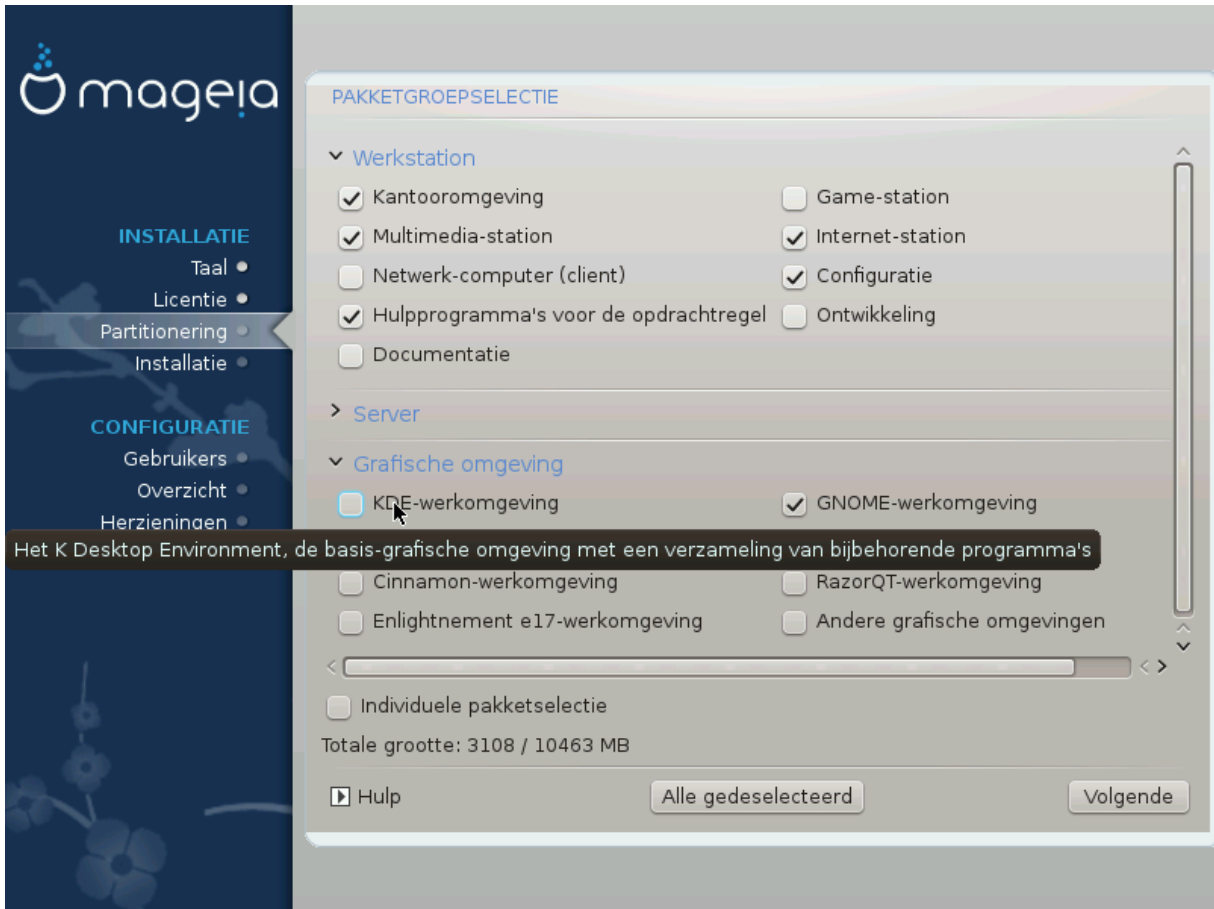 mageia
INSTALLATIE
Taal
Licentie
Partitionering
Installatie
CONFIGURATIE
Gebruikers
Overzicht
Herzieningen
PAKKETGROEPSELECTIE
Werkstation
Kantooromgeving
Game-station
Multimedia-station
Internet-station
Netwerk-computer (client)
Configuratie
Hulpprogramma's voor de opdrachtregel
Ontwikkeling
Documentatie
Server
Grafische omgeving
KDE-werkomgeving
GNOME-werkomgeving
Het K Desktop Environment, de basis-grafische omgeving met een verzameling van bijbehorende programma's
Cinnamon-werkomgeving
RazorQT-werkomgeving
Enlightnement e17-werkomgeving
Andere grafische omgevingen
Individuele pakketselectie
Totale grootte: 3108 / 10463 MB
Hulp
Alle gedeselecteerd
Volgende